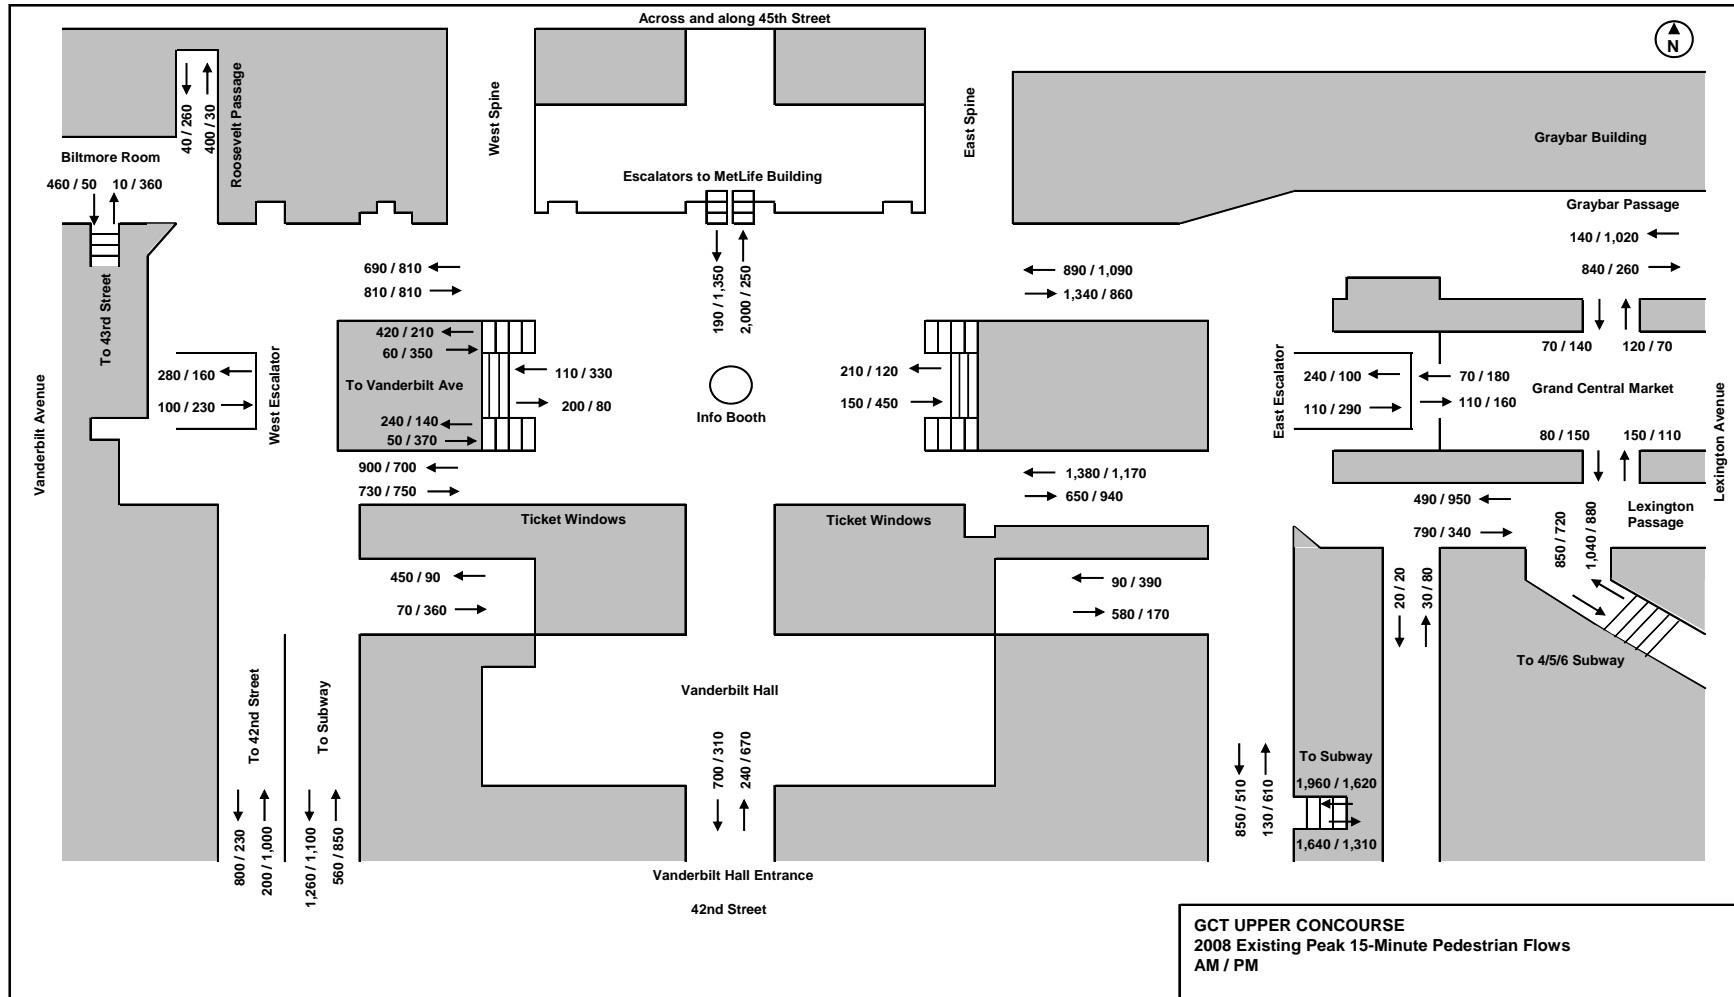 Across and along 45th Street
N
40 / 260
400 / 30
Roosevelt Passage
West Spine
East Spine
Graybar Building
Biltmore Room
460 / 50 10 / 360
Escalators to MetLife Building
Graybar Passage
140 / 1,020
840 / 260
690 / 810
810 / 810
190 / 1,350
2,000 / 250
890 / 1,090
1,340 / 860
To 43rd Street
420 / 210
60 / 350
70 / 140 120 / 70
280 / 160
100 / 230
West Escalator
To Vanderbilt Ave
110 / 330
200 / 80
Info Booth
210 / 120
150 / 450
East Escalator
240 / 100
110 / 290
70 / 180
110 / 160
Grand Central Market
240 / 140
50 / 370
80 / 150 150 / 110
Vanderbilt Avenue
Lexington Avenue
900 / 700
730 / 750
1,380 / 1,170
650 / 940
490 / 950
790 / 340
Lexington
Passage
Ticket Windows
Ticket Windows
850 / 720
1,040 / 880
450 / 90
70 / 360
90 / 390
580 / 170
20 / 20
30 / 80
To 4/5/6 Subway
To 42nd Street
To Subway
Vanderbilt Hall
700 / 310
240 / 670
To Subway
1,960 / 1,620
1,640 / 1,310
850 / 510
130 / 610
800 / 230
200 / 1,000
1,260 / 1,100
560 / 850
Vanderbilt Hall Entrance
42nd Street
GCT UPPER CONCOURSE
2008 Existing Peak 15-Minute Pedestrian Flows
AM / PM